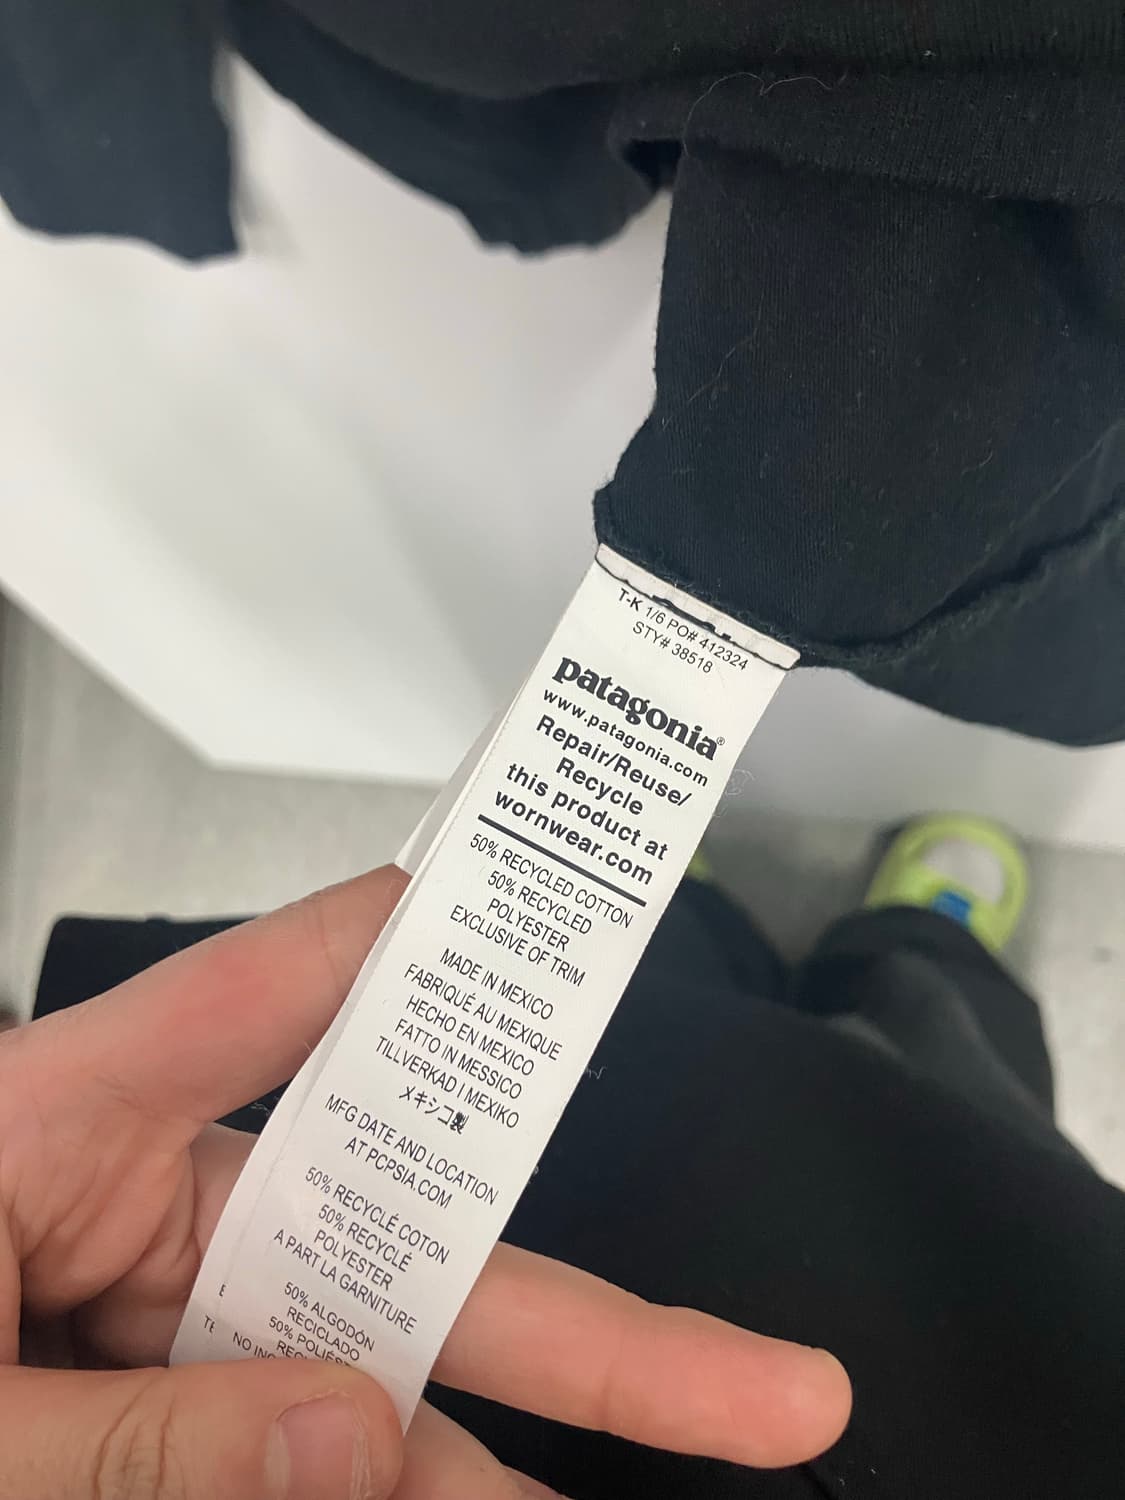 T-K 1/6 PO# 412324
STY# 38518
patagonia®
www.patagonia.com
Repair/Reuse/
Recycle
this product at
wornwear.com
50% RECYCLED COTTON
50% RECYCLED
POLYESTER
EXCLUSIVE OF TRIM
MADE IN MEXICO
FABRIQUÉ AU MEXIQUE
HECHO EN MEXICO
FATTO IN MESSICO
TILLVERKAD I MEXIKO
メキシコ製
MFG DATE AND LOCATION
AT PCPSIA.COM
50% RECYCLÉ COTON
50% RECYCLÉ
POLYESTER
A PART LA GARNITURE
50% ALGODÓN
RECICLADO
50%
NO